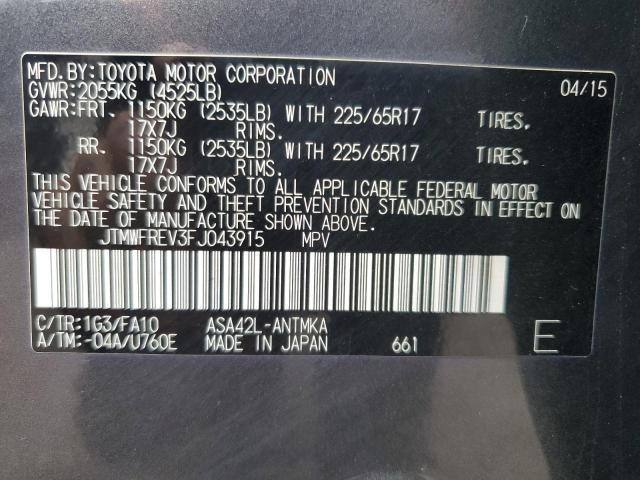 MFD.BY:TOYOTA MOTOR CORPORATION 04/15
GVWR:2055KG (4525LB)
GAWR:FRT. 1150KG (2535LB) WITH 225/65R17 TIRES.
17X7J RIMS.
RR. 1150KG (2535LB) WITH 225/65R17 TIRES.
17X7J RIMS.
THIS VEHICLE CONFORMS TO ALL APPLICABLE FEDERAL MOTOR
VEHICLE SAFETY AND THEFT PREVENTION STANDARDS IN EFFECT ON
THE DATE OF MANUFACTURE SHOWN ABOVE.
JTMWFREV3FJ043915 MPV
C/TR:1G3/FA10 ASA42L-ANTMKA
A/TM:-04A/U760E MADE IN JAPAN 661 E